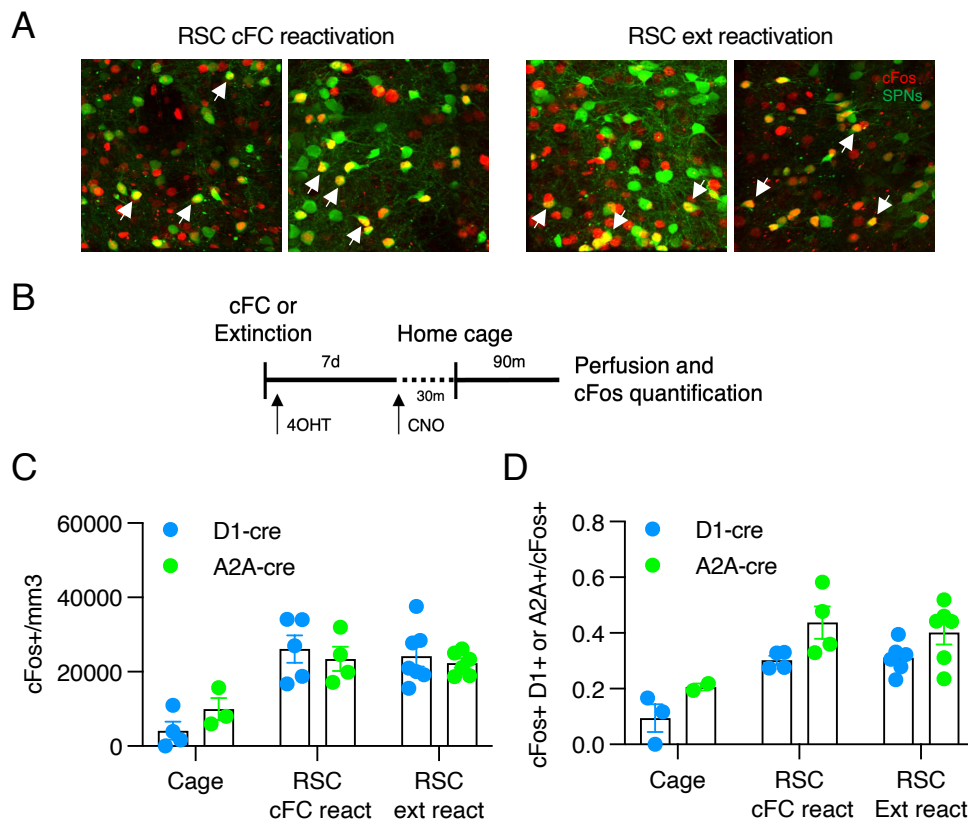 A
RSC cFC reactivation
RSC ext reactivation
cFos
SPNs
B
cFC or
Extinction
Home cage
7d
90m
30m
Perfusion and
cFos quantification
4OHT
CNO
C
D1-cre
A2A-cre
cFos+/mm3
60000
40000
20000
0
Cage
RSC
cFC react
RSC
ext react
D
D1-cre
A2A-cre
cFos+ D1+ or A2A+/cFos+
0.8
0.6
0.4
0.2
0.0
Cage
RSC
cFC react
RSC
Ext react